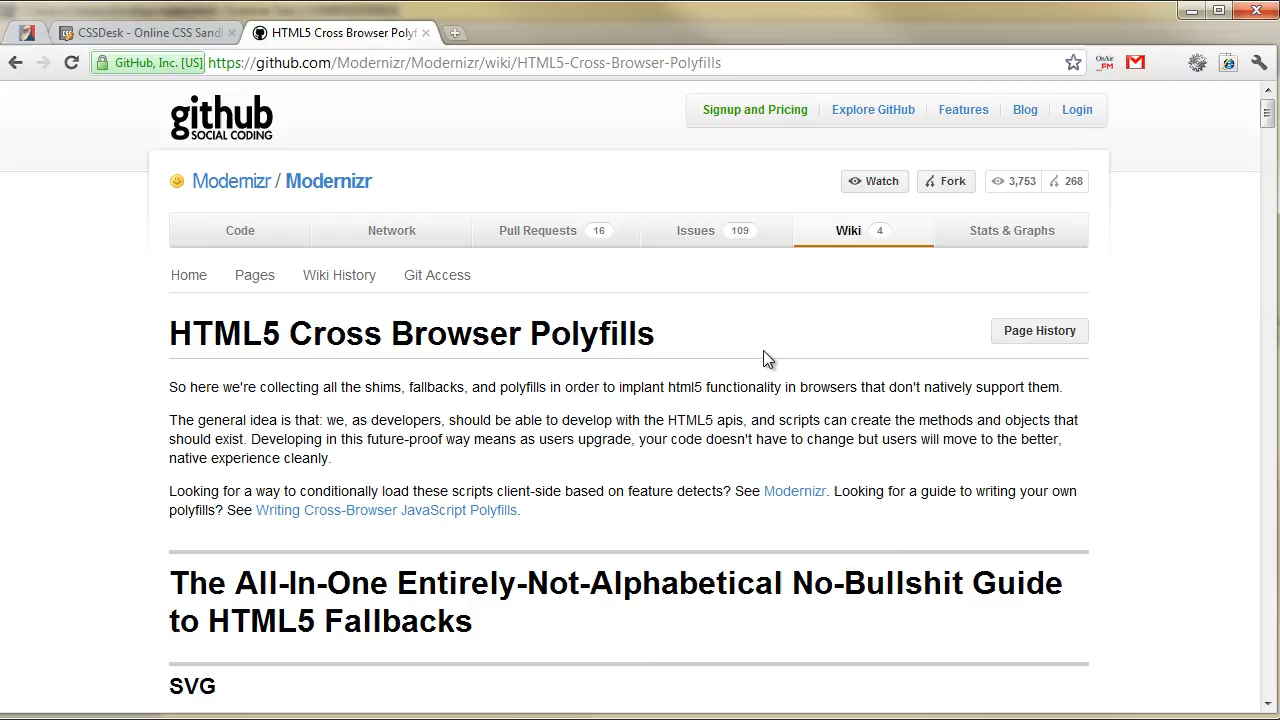 CSSDesk - Online CSS Sand
HTML5 Cross Browser Polyf
GitHub, Inc. [US] https://github.com/Modernizr/Modernizr/wiki/HTML5-Cross-Browser-Polyfills
OnAir
_FM
github
SOCIAL CODING
Signup and Pricing Explore GitHub Features Blog Login
Modernizr / Modernizr
Watch Fork 3,753 268
Code Network Pull Requests 16 Issues 109 Wiki 4 Stats & Graphs
Home Pages Wiki History Git Access
HTML5 Cross Browser Polyfills
Page History
So here we're collecting all the shims, fallbacks, and polyfills in order to implant html5 functionality in browsers that don't natively support them.
The general idea is that: we, as developers, should be able to develop with the HTML5 apis, and scripts can create the methods and objects that
should exist. Developing in this future-proof way means as users upgrade, your code doesn't have to change but users will move to the better,
native experience cleanly.
Looking for a way to conditionally load these scripts client-side based on feature detects? See Modernizr. Looking for a guide to writing your own
polyfills? See Writing Cross-Browser JavaScript Polyfills.
The All-In-One Entirely-Not-Alphabetical No-Bullshit Guide
to HTML5 Fallbacks
SVG